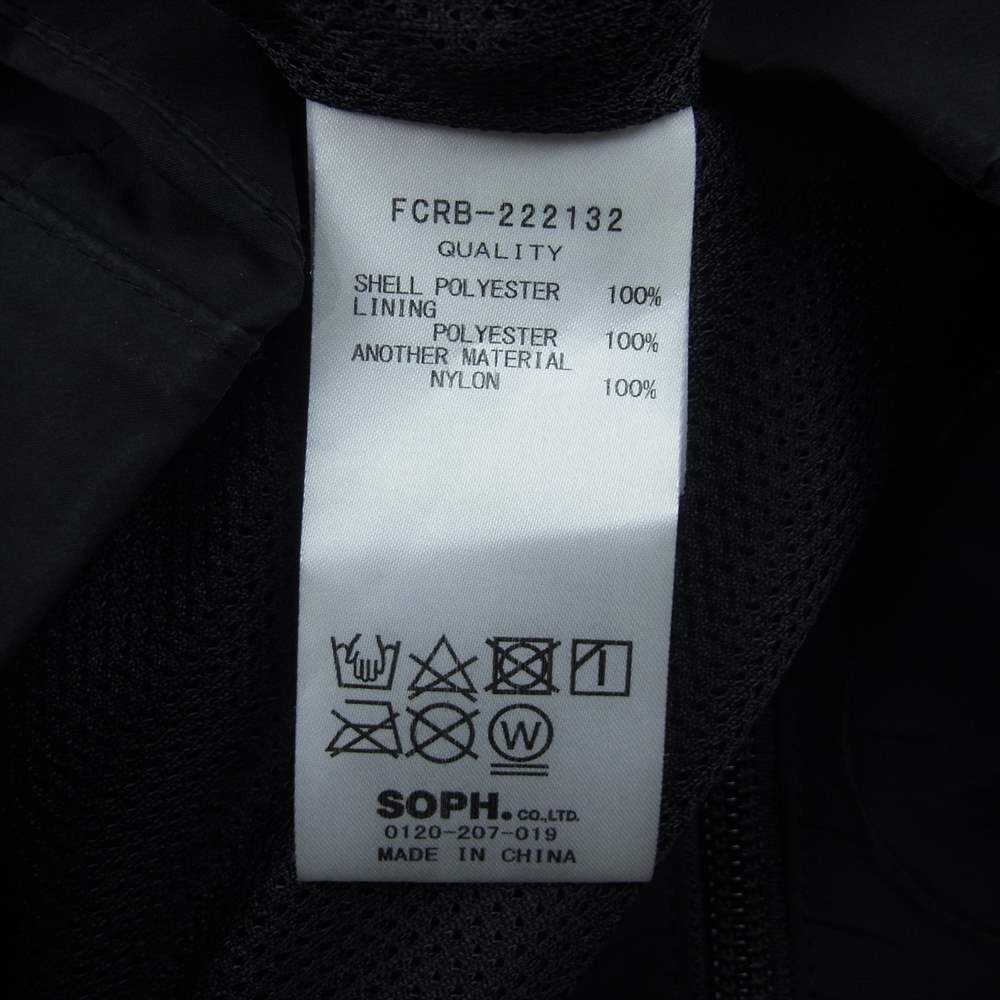 FCRB-222132
QUALITY
SHELL POLYESTER 100%
LINING
POLYESTER 100%
ANOTHER MATERIAL
NYLON 100%
W
SOPH. CO.,LTD.
0120-207-019
MADE IN CHINA